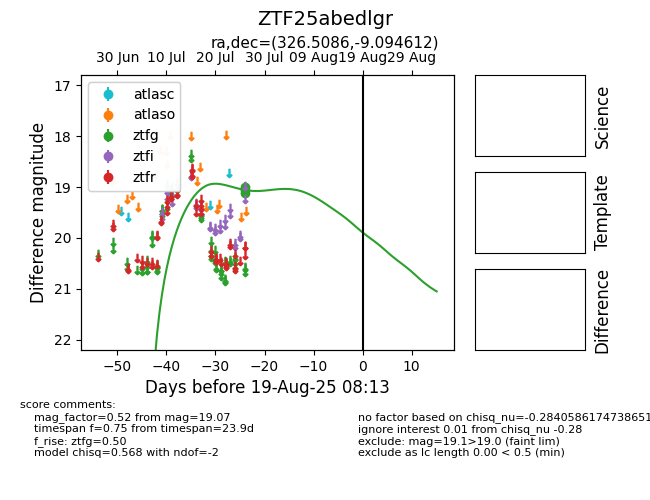 ZTF25abedlgr
ra,dec=(326.5086,-9.094612)
30 Jun 10 Jul 20 Jul 30 Jul 09 Aug 19 Aug 29 Aug
17
18
19
20
21
22
Difference magnitude
atlasc
atlaso
ztfg
ztfi
ztfr
−50 −40 −30 −20 −10 0 10
Days before 19-Aug-25 08:13
Science
Template
Difference
score comments:
mag_factor=0.52 from mag=19.07
timespan f=0.75 from timespan=23.9d
f_rise: ztfg=0.50
model chisq=0.568 with ndof=-2
no factor based on chisq_nu=-0.2840586174738651
ignore interest 0.01 from chisq_nu -0.28
exclude: mag=19.1>19.0 (faint lim)
exclude as lc length 0.00 < 0.5 (min)